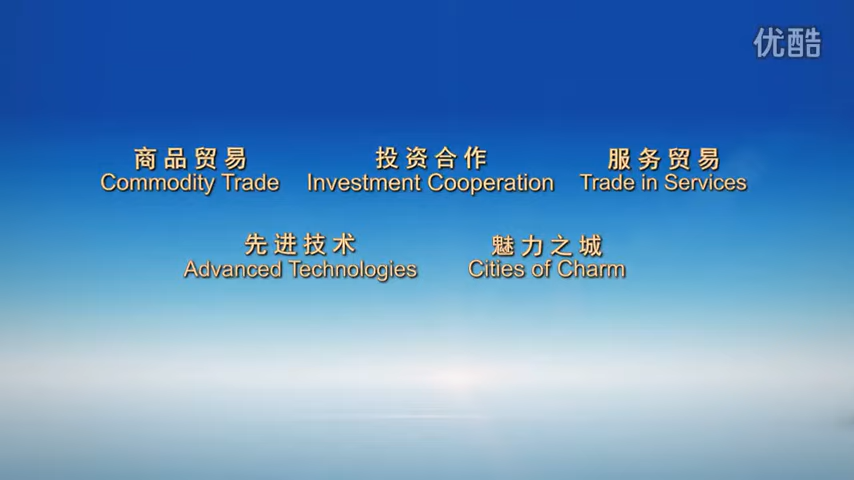 优酷
商品贸易 投资合作 服务贸易
Commodity Trade Investment Cooperation Trade in Services
先进技术 魅力之城
Advanced Technologies Cities of Charm